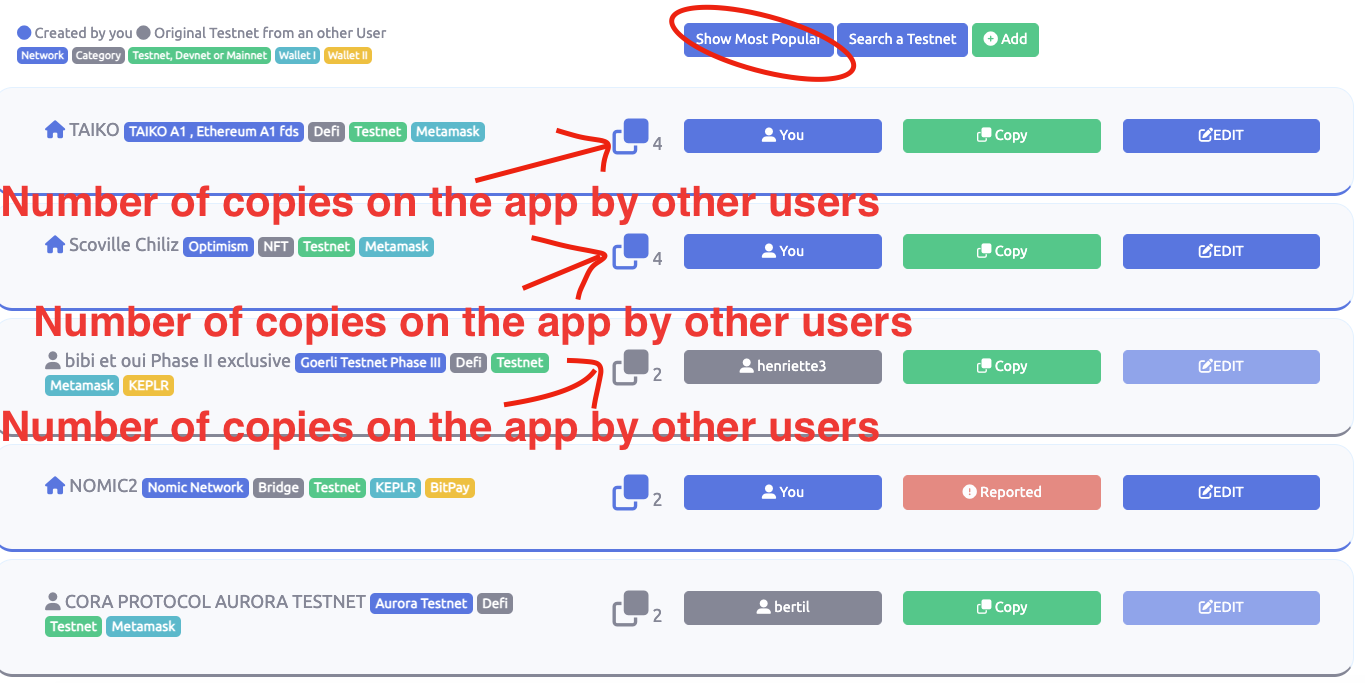 Created by you Original Testnet from an other User
Network Category Testnet, Devnet or Mainnet Wallet I Wallet II
Show Most Popular Search a Testnet Add
TAIKO TAIKO A1 , Ethereum A1 fds Defi Testnet Metamask 4 You Copy EDIT
Number of copies on the app by other users
Scoville Chiliz Optimism NFT Testnet Metamask 4 You Copy EDIT
Number of copies on the app by other users
bibi et oui Phase II exclusive Goerli Testnet Phase III Defi Testnet 2 henriette3 Copy EDIT
Metamask KEPLR
Number of copies on the app by other users
NOMIC2 Nomic Network Bridge Testnet KEPLR BitPay 2 You Reported EDIT
CORA PROTOCOL AURORA TESTNET Aurora Testnet Defi 2 bertil Copy EDIT
Testnet Metamask